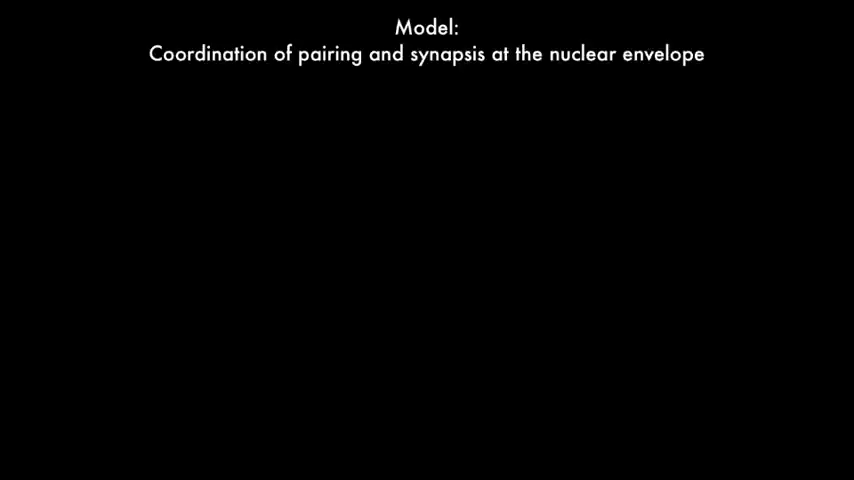 Model:
Coordination of pairing and synapsis at the nuclear envelope